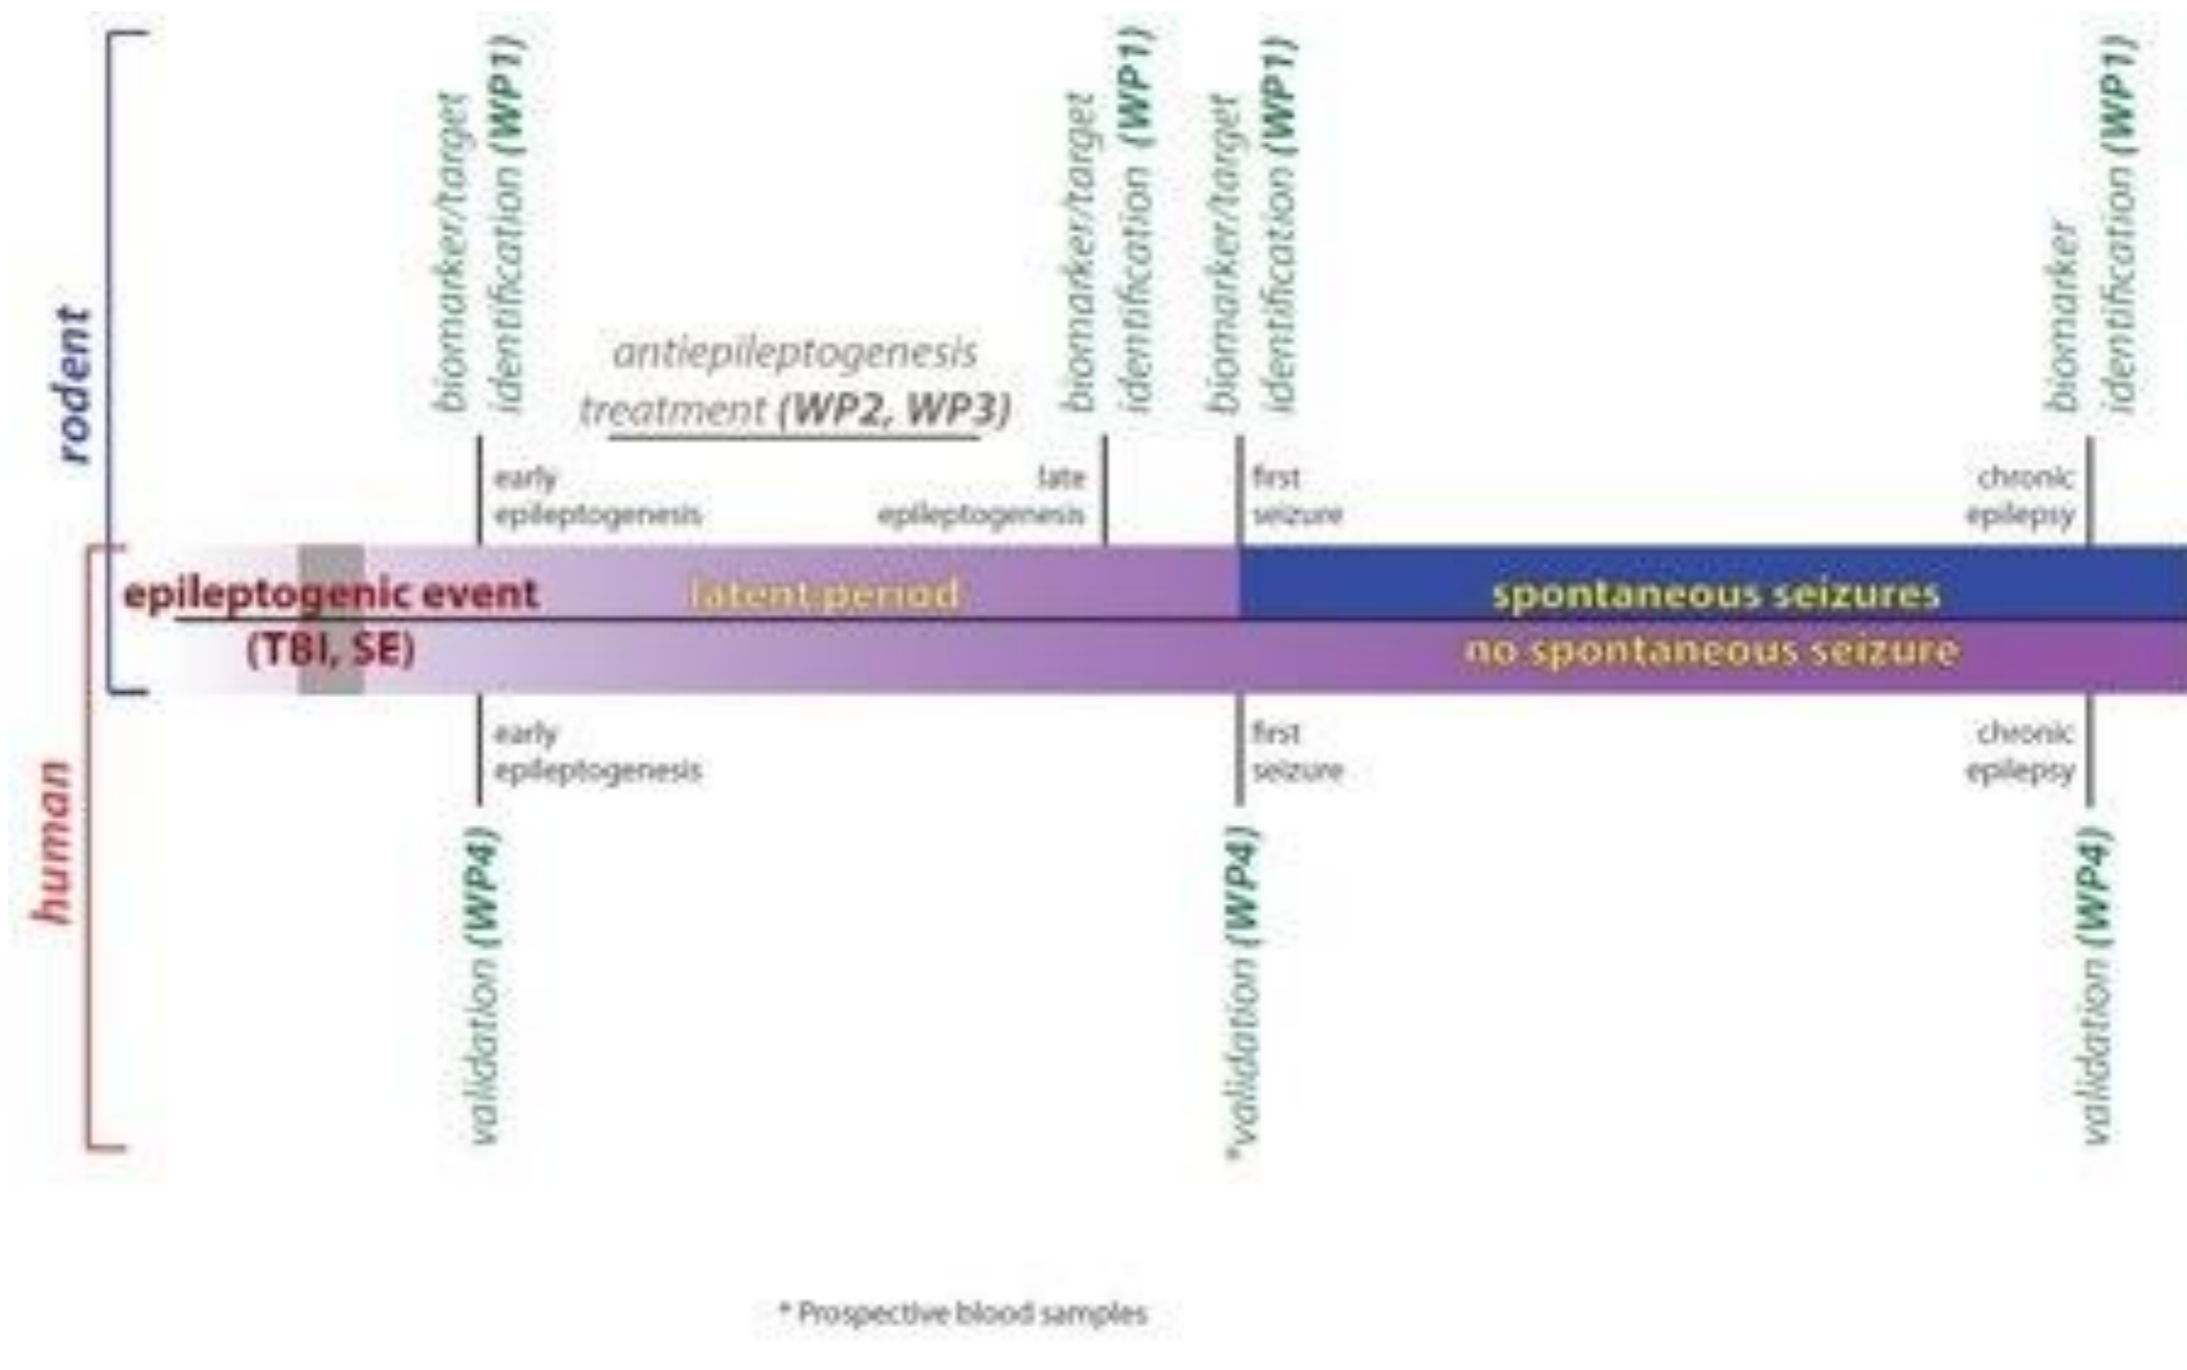 biomarker/target
identification (WP1)
biomarker/target
identification (WP1)
biomarker/target
identification (WP1)
biomarker
identification (WP1)
rodent
antiepileptogenesis
treatment (WP2, WP3)
early
epileptogenesis
late
epileptogenesis
first
seizure
chronic
epilepsy
epileptogenic event
(TBI, SE)
latent period
spontaneous seizures
no spontaneous seizure
human
early
epileptogenesis
first
seizure
chronic
epilepsy
validation (WP4)
*validation (WP4)
validation (WP4)
* Prospective blood samples